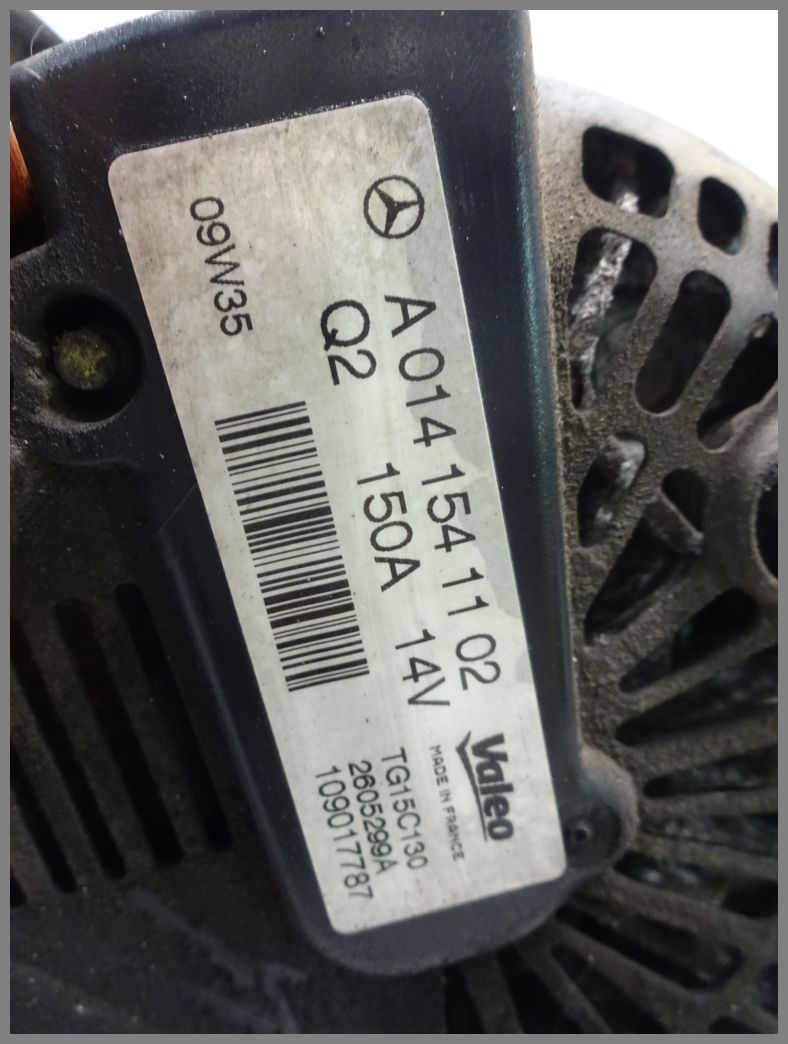 A 014 154 11 02
Q2 150A 14V
09W35
Valeo
MADE IN FRANCE
TG15C130
2605299A
109017787